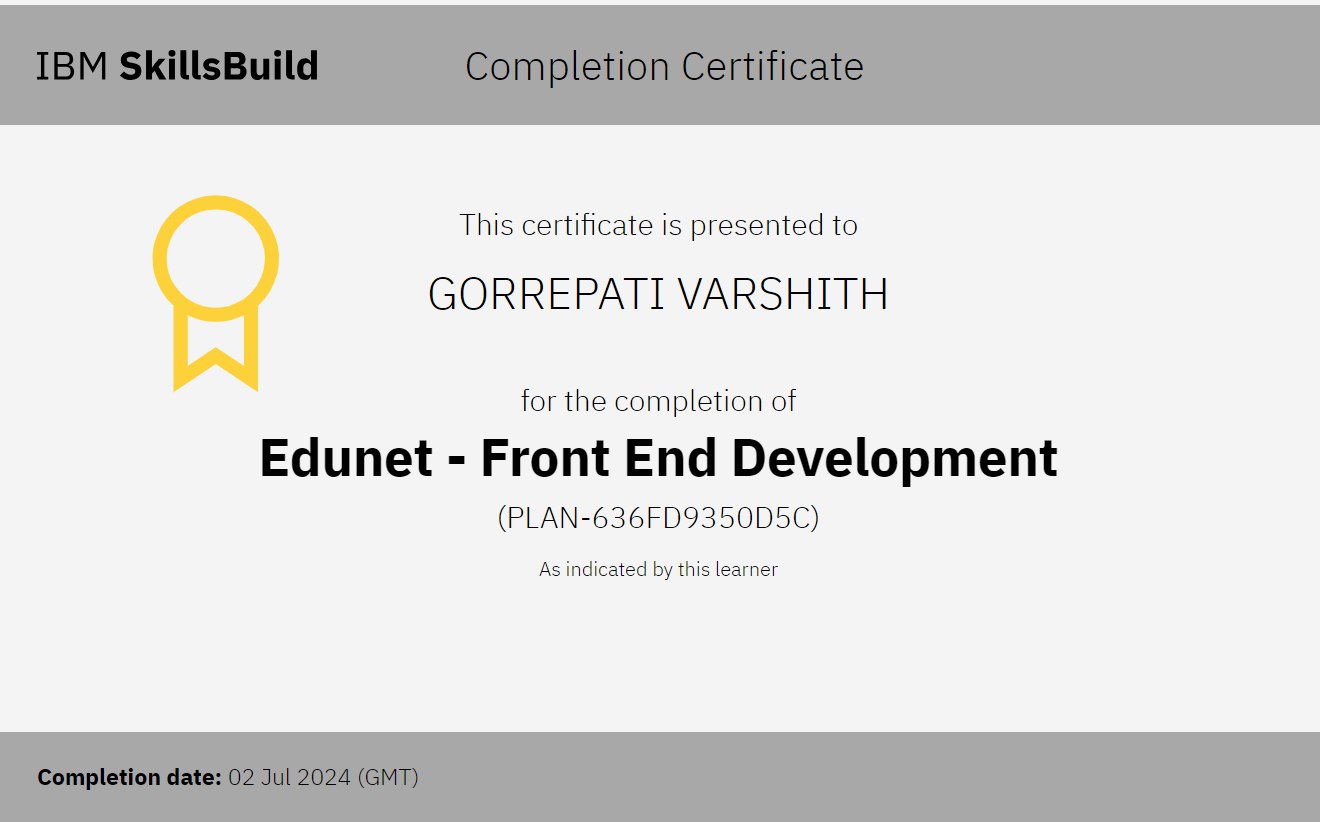 IBM SkillsBuild
Completion Certificate
This certificate is presented to
GORREPATI VARSHITH
for the completion of
Edunet - Front End Development
(PLAN-636FD9350D5C)
As indicated by this learner
Completion date: 02 Jul 2024 (GMT)